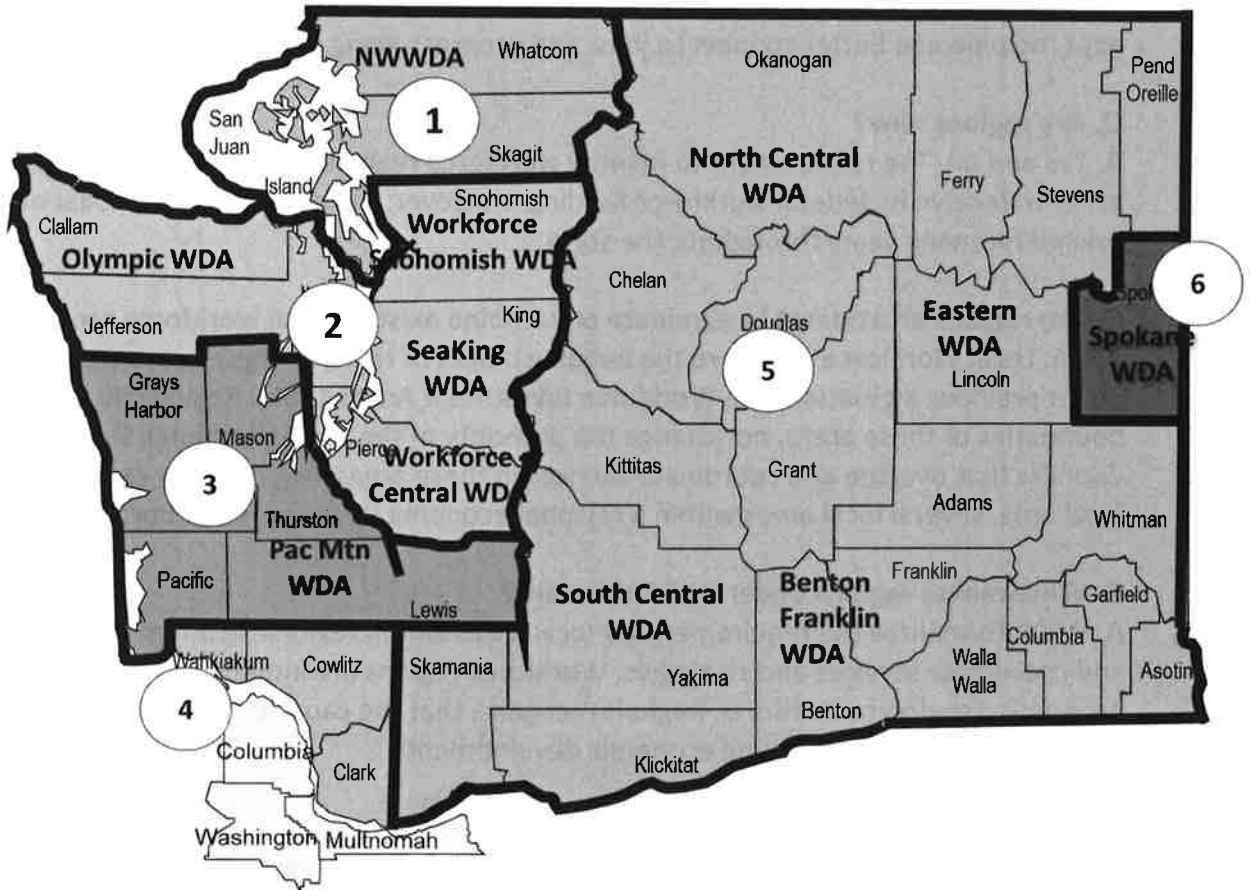 NWWDA
Whatcom
Okanogan
Pend
Oreille
San
Juan
1
Skagit
North Central
WDA
Ferry
Stevens
Island
Snohomish
Workforce
Snohomish WDA
Clallam
Olympic WDA
Chelan
6
Jefferson
2
King
SeaKing
WDA
Douglas
5
Eastern
WDA
Lincoln
Spokane
WDA
Grays
Harbor
Mason
Pierce
Workforce
Central WDA
Kittitas
Grant
Adams
Whitman
3
Thurston
Pac Mtn
WDA
Pacific
Lewis
South Central
WDA
Benton
Franklin
WDA
Franklin
Garfield
Columbia
Wahkiakum
Cowlitz
Skamania
Yakima
Walla
Walla
Asotin
4
Benton
Columbia
Clark
Klickitat
Washington
Multnomah